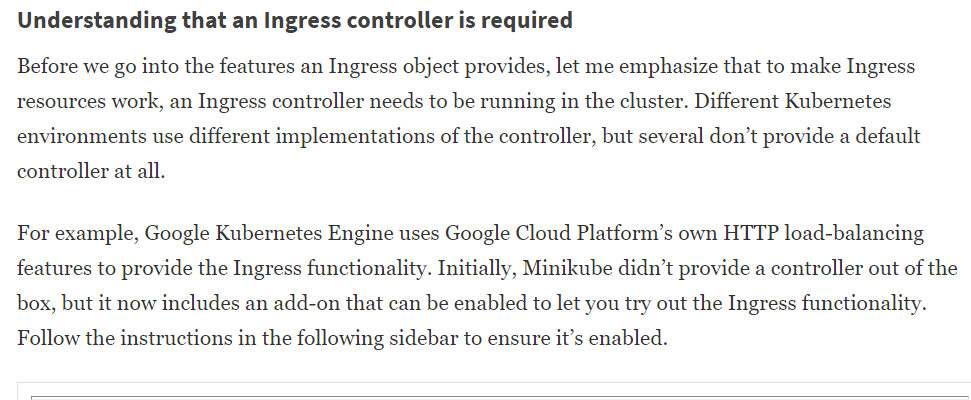 Understanding that an Ingress controller is required
Before we go into the features an Ingress object provides, let me emphasize that to make Ingress
resources work, an Ingress controller needs to be running in the cluster. Different Kubernetes
environments use different implementations of the controller, but several don’t provide a default
controller at all.
For example, Google Kubernetes Engine uses Google Cloud Platform’s own HTTP load-balancing
features to provide the Ingress functionality. Initially, Minikube didn’t provide a controller out of the
box, but it now includes an add-on that can be enabled to let you try out the Ingress functionality.
Follow the instructions in the following sidebar to ensure it’s enabled.